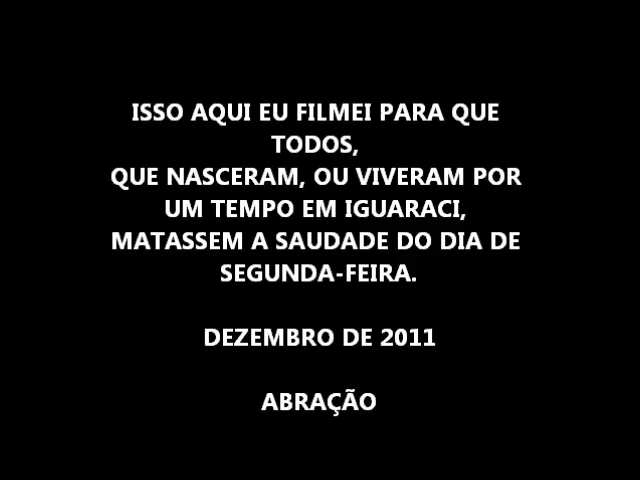 ISSO AQUI EU FILMEI PARA QUE
TODOS,
QUE NASCERAM, OU VIVERAM POR
UM TEMPO EM IGUARACI,
MATASSEM A SAUDADE DO DIA DE
SEGUNDA-FEIRA.
DEZEMBRO DE 2011
ABRAÇÃO